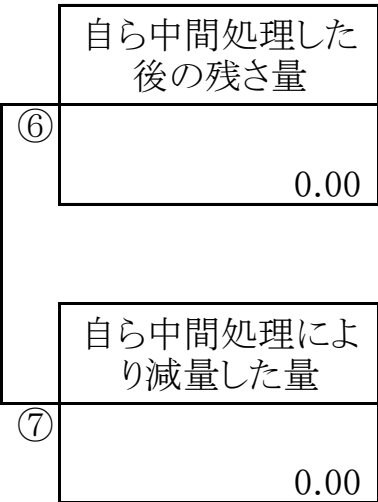 自ら中間処理した
後の残さ量
⑥
0.00
自ら中間処理によ
り減量した量
⑦
0.00